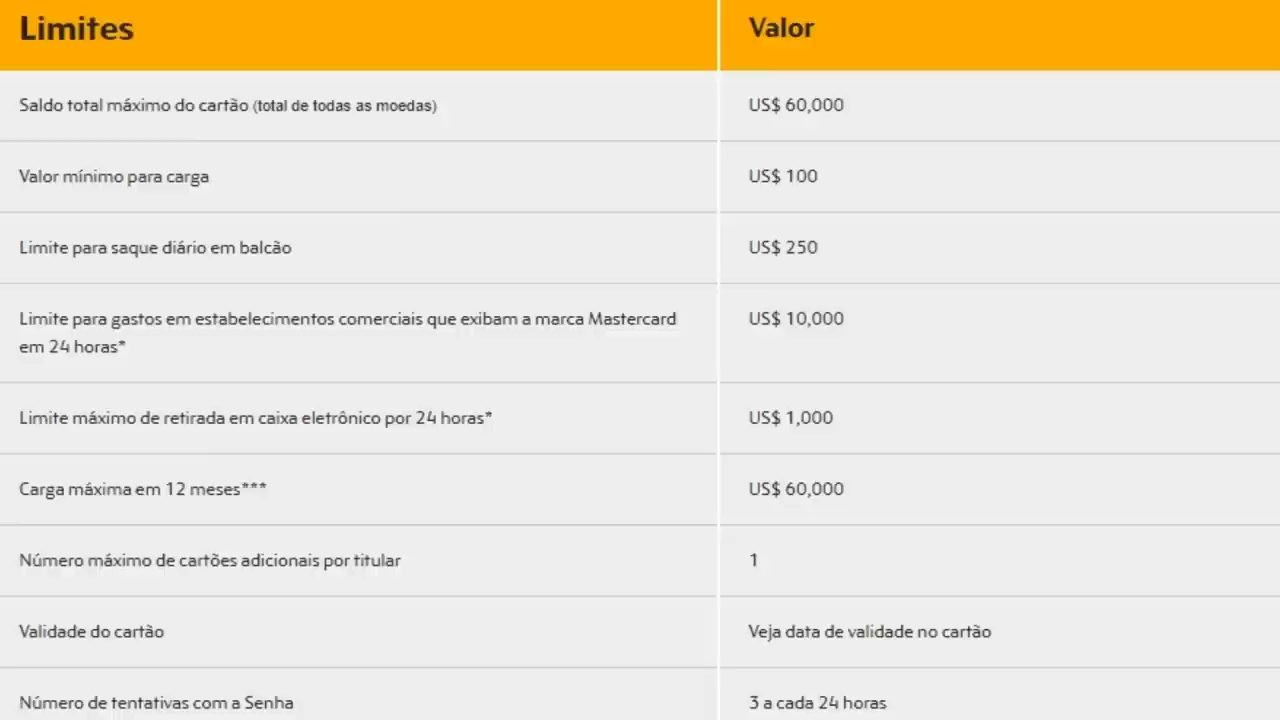 Limites Valor
Saldo total máximo do cartão (total de todas as moedas) US$ 60,000
Valor mínimo para carga US$ 100
Limite para saque diário em balcão US$ 250
Limite para gastos em estabelecimentos comerciais que exibam a marca Mastercard US$ 10,000
em 24 horas*
Limite máximo de retirada em caixa eletrônico por 24 horas* US$ 1,000
Carga máxima em 12 meses*** US$ 60,000
Número máximo de cartões adicionais por titular 1
Validade do cartão Veja data de validade no cartão
Número de tentativas com a Senha 3 a cada 24 horas